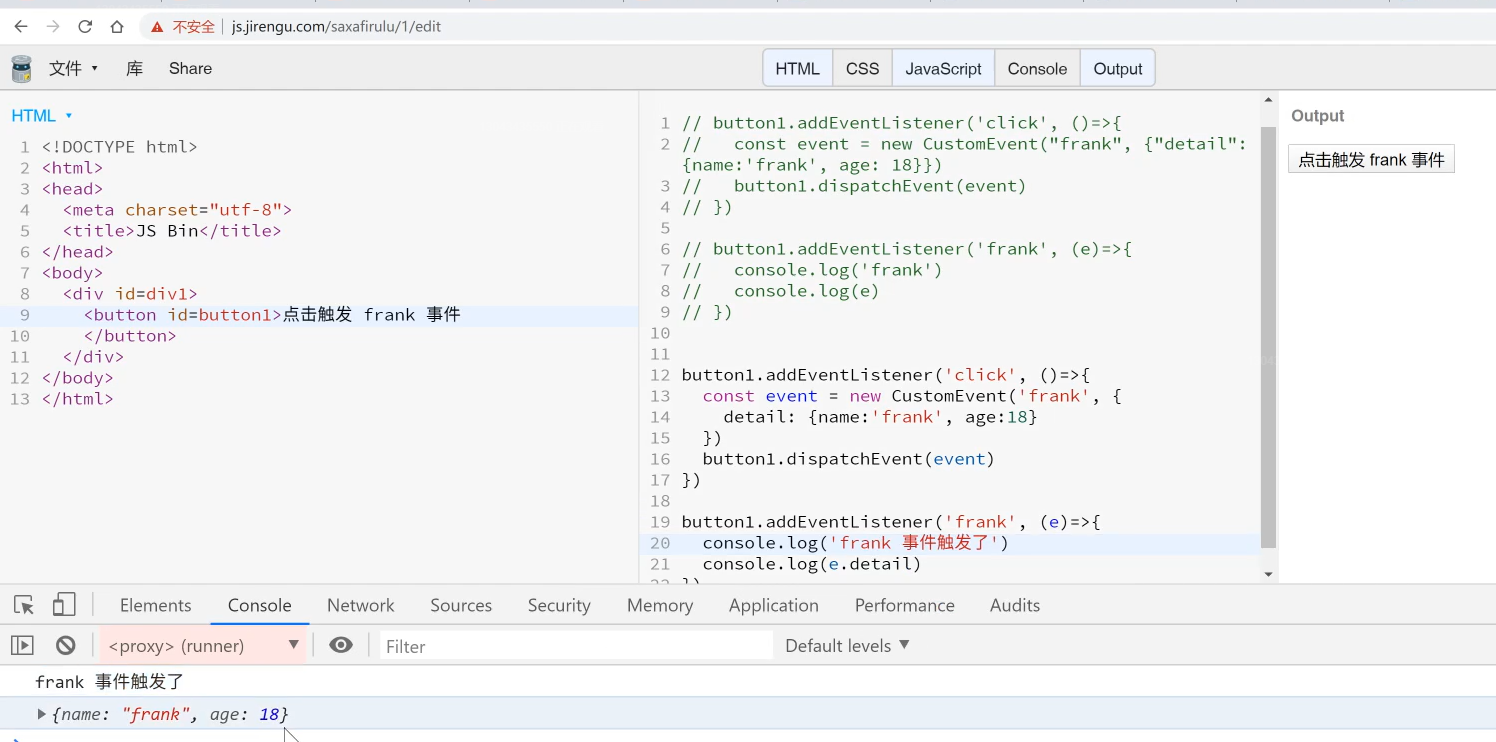 不安全 js.jirengu.com/saxafirulu/1/edit
文件 库 Share HTML CSS JavaScript Console Output
HTML
1 <!DOCTYPE html>
2 <html>
3 <head>
4   <meta charset="utf-8">
5   <title>JS Bin</title>
6 </head>
7 <body>
8   <div id=div1>
9     <button id=button1>点击触发 frank 事件
10     </button>
11   </div>
12 </body>
13 </html>
1 // button1.addEventListener('click', ()=>{
2 //   const event = new CustomEvent("frank", {"detail":
{name:'frank', age: 18}})
3 //   button1.dispatchEvent(event)
4 // })
5
6 // button1.addEventListener('frank', (e)=>{
7 //   console.log('frank')
8 //   console.log(e)
9 // })
10
11
12 button1.addEventListener('click', ()=>{
13   const event = new CustomEvent('frank', {
14     detail: {name:'frank', age:18}
15   })
16   button1.dispatchEvent(event)
17 })
18
19 button1.addEventListener('frank', (e)=>{
20   console.log('frank 事件触发了')
21   console.log(e.detail)
22 })
Output
点击触发 frank 事件
Elements Console Network Sources Security Memory Application Performance Audits
<proxy> (runner) Filter Default levels
frank 事件触发了
{name: "frank", age: 18}